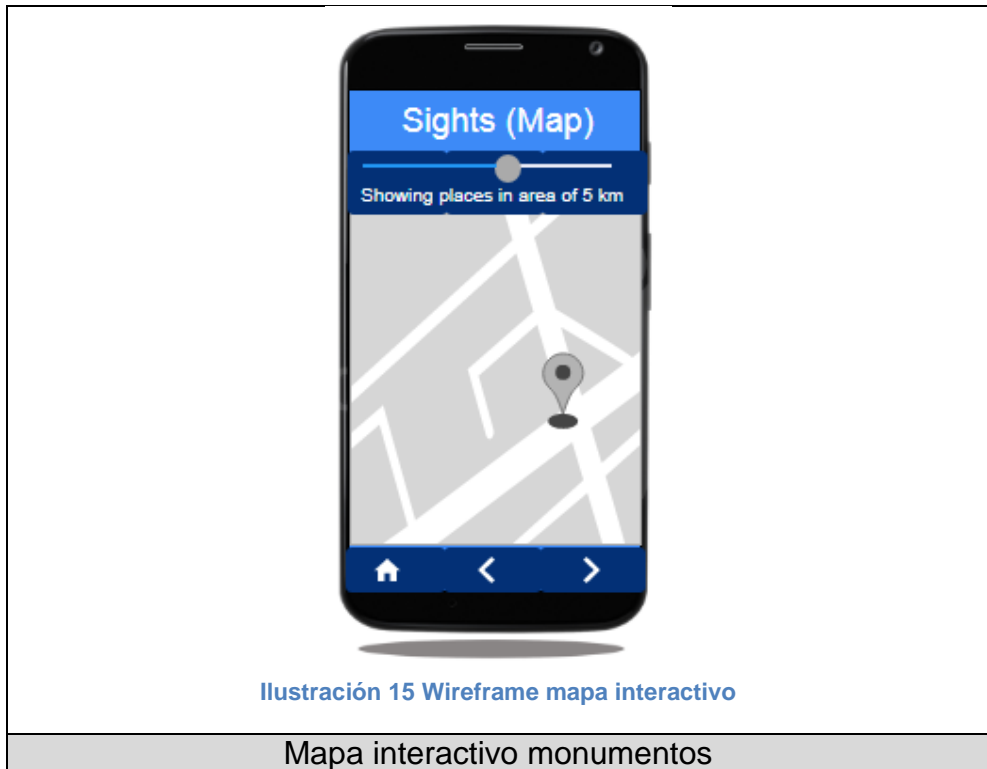 Sights (Map)
Showing places in area of 5 km
Ilustración 15 Wireframe mapa interactivo
Mapa interactivo monumentos